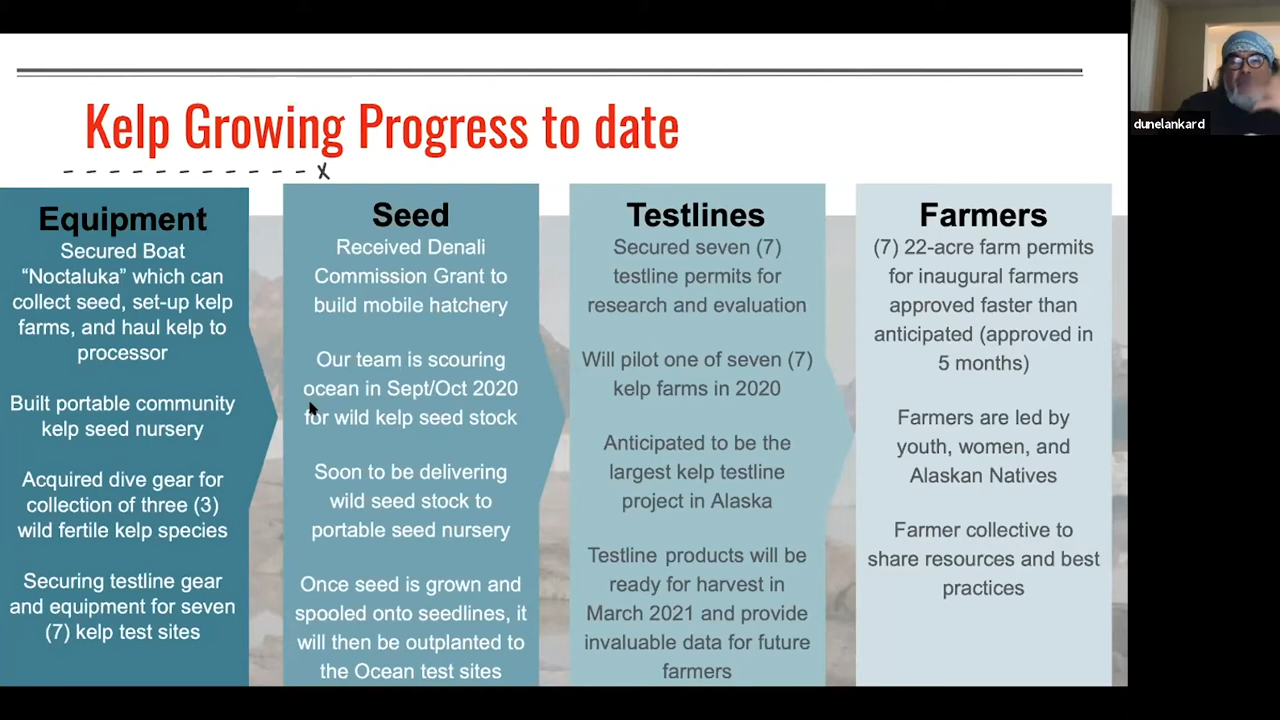 Kelp Growing Progress to date
x
Equipment
Secured Boat
“Noctaluka” which can
collect seed, set-up kelp
farms, and haul kelp to
processor
Built portable community
kelp seed nursery
Acquired dive gear for
collection of three (3)
wild fertile kelp species
Securing testline gear
and equipment for seven
(7) kelp test sites
Seed
Received Denali
Commission Grant to
build mobile hatchery
Our team is scouring
ocean in Sept/Oct 2020
for wild kelp seed stock
Soon to be delivering
wild seed stock to
portable seed nursery
Once seed is grown and
spooled onto seedlines, it
will then be outplanted to
the Ocean test sites
Testlines
Secured seven (7)
testline permits for
research and evaluation
Will pilot one of seven (7)
kelp farms in 2020
Anticipated to be the
largest kelp testline
project in Alaska
Testline products will be
ready for harvest in
March 2021 and provide
invaluable data for future
farmers
Farmers
(7) 22-acre farm permits
for inaugural farmers
approved faster than
anticipated (approved in
5 months)
Farmers are led by
youth, women, and
Alaskan Natives
Farmer collective to
share resources and best
practices
dunelankard